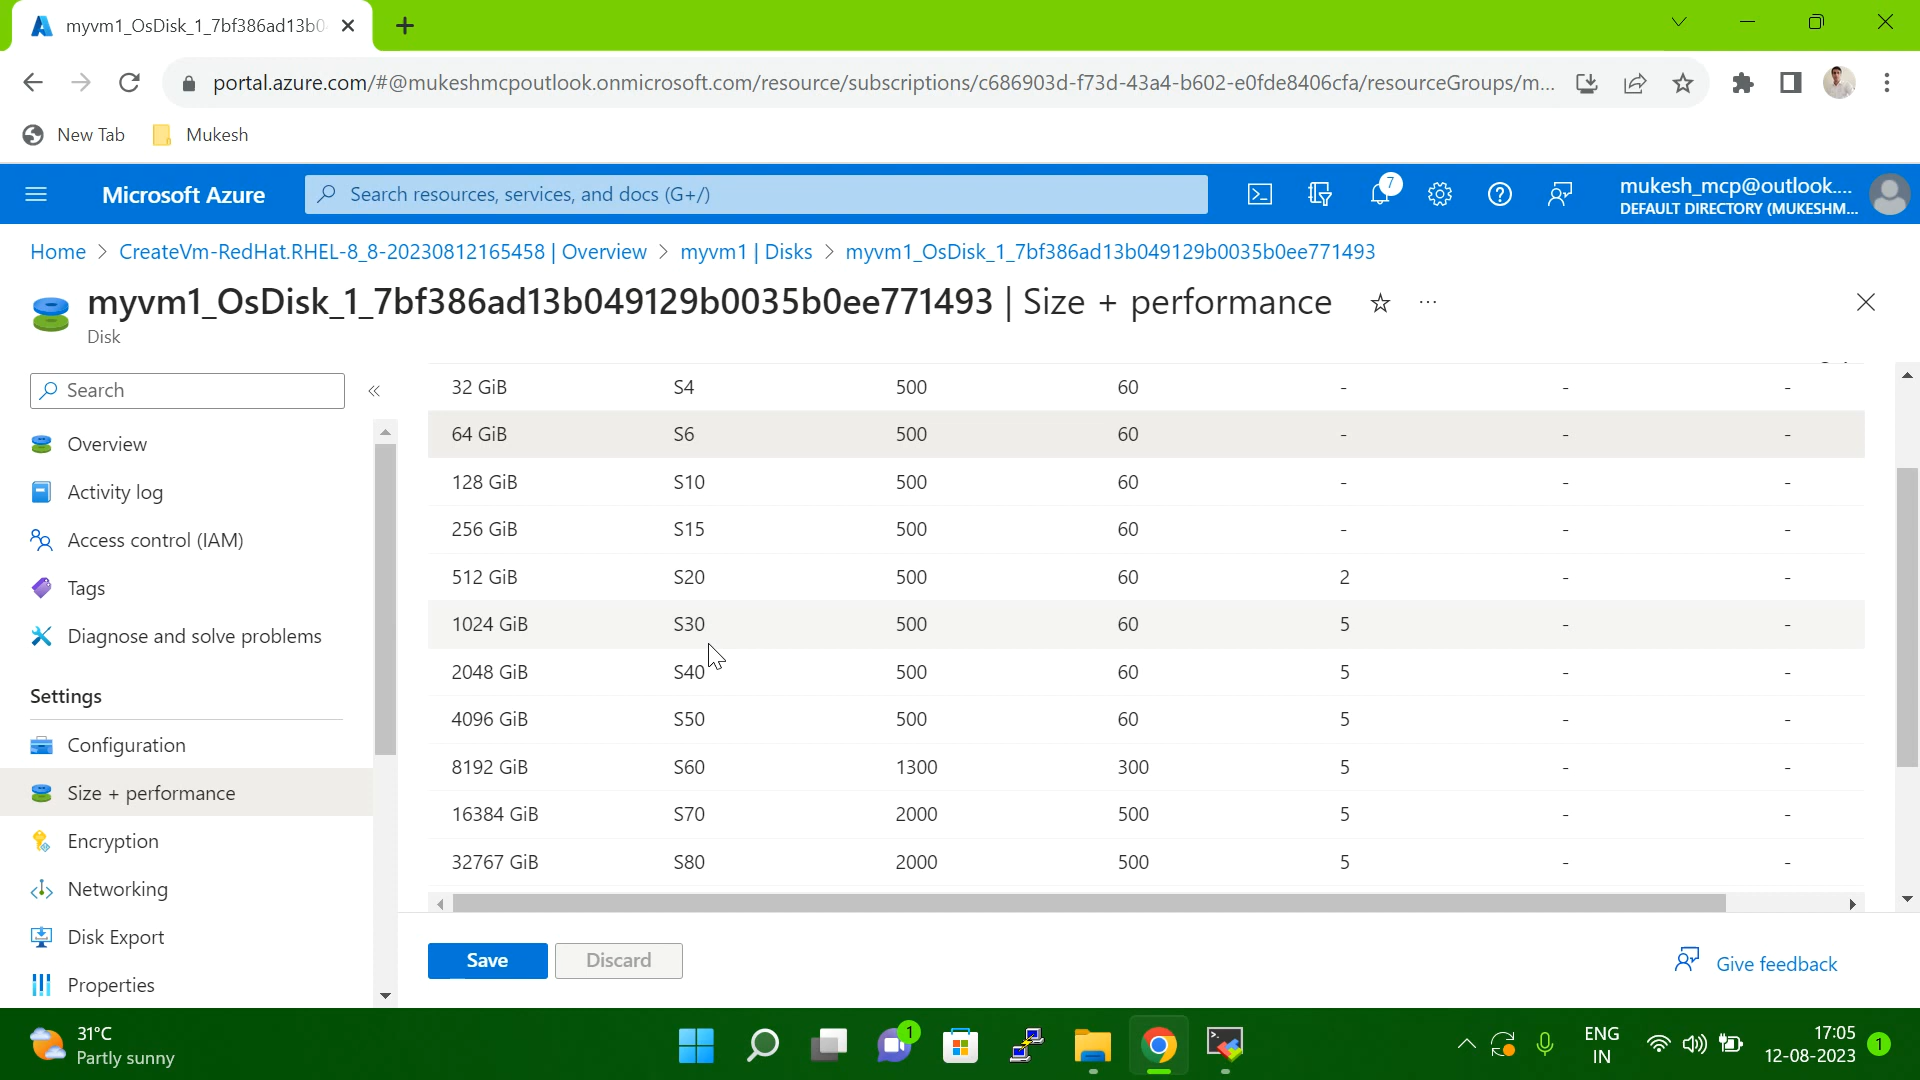 myvm1_OsDisk_1_7bf386ad13b0
portal.azure.com/#@mukeshmcpoutlook.onmicrosoft.com/resource/subscriptions/c686903d-f73d-43a4-b602-e0fde8406cfa/resourceGroups/m...
New Tab Mukesh
Microsoft Azure Search resources, services, and docs (G+/) 7 mukesh_mcp@outlook....
DEFAULT DIRECTORY (MUKESHM...
Home > CreateVm-RedHat.RHEL-8_8-20230812165458 | Overview > myvm1 | Disks > myvm1_OsDisk_1_7bf386ad13b049129b0035b0ee771493
myvm1_OsDisk_1_7bf386ad13b049129b0035b0ee771493 | Size + performance ...
Disk
Search «
Overview
Activity log
Access control (IAM)
Tags
Diagnose and solve problems
Settings
Configuration
Size + performance
Encryption
Networking
Disk Export
Properties
32 GiB S4 500 60 - - -
64 GiB S6 500 60 - - -
128 GiB S10 500 60 - - -
256 GiB S15 500 60 - - -
512 GiB S20 500 60 2 - -
1024 GiB S30 500 60 5 - -
2048 GiB S40 500 60 5 - -
4096 GiB S50 500 60 5 - -
8192 GiB S60 1300 300 5 - -
16384 GiB S70 2000 500 5 - -
32767 GiB S80 2000 500 5 - -
Save Discard Give feedback
31°C
Partly sunny
1
ENG
IN
17:05
12-08-2023
1